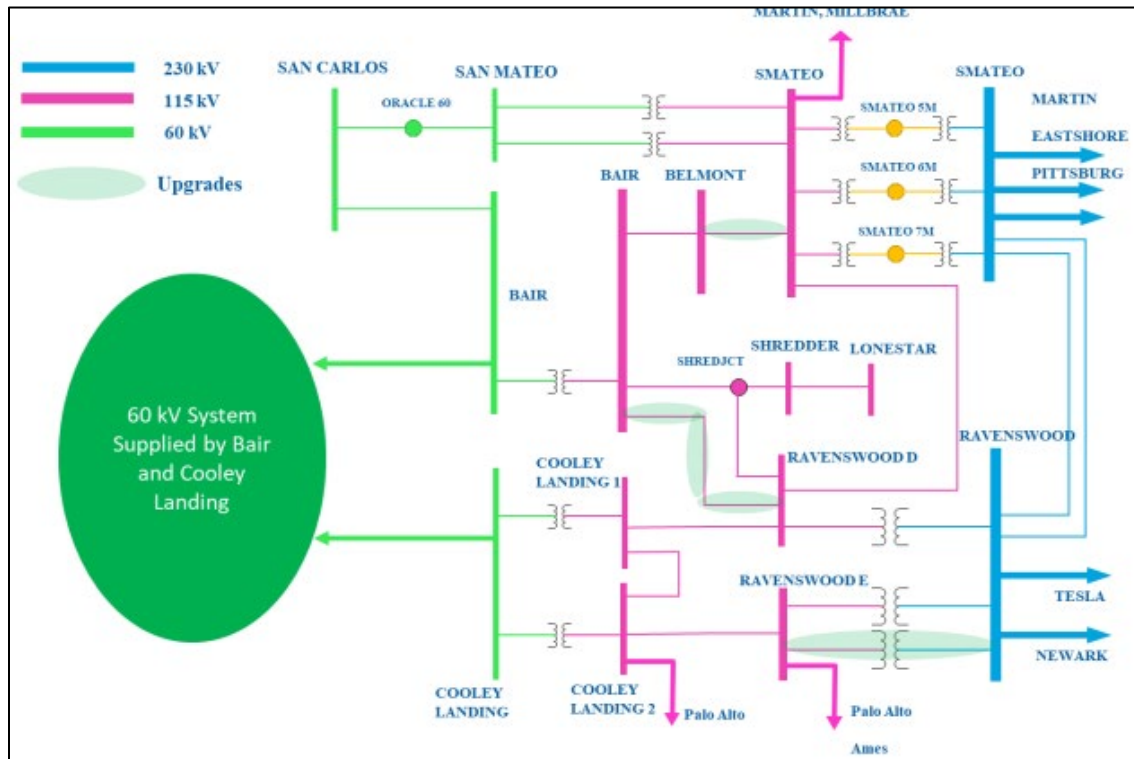 MARTIN, MILLBRAE
230 kV
115 kV
60 kV
Upgrades
SAN CARLOS
SAN MATEO
SMATEO
SMATEO
ORACLE 60
SMATEO 5M
MARTIN
EASTSHORE
PITTSBURG
BAIR
BELMONT
SMATEO 6M
SMATEO 7M
BAIR
SHREDJCT
SHREDDER
LONESTAR
60 kV System
Supplied by Bair
and Cooley
Landing
COOLEY
LANDING 1
RAVENSWOOD D
RAVENSWOOD
RAVENSWOOD E
TESLA
NEWARK
COOLEY
LANDING
COOLEY
LANDING 2
Palo Alto
Palo Alto
Ames